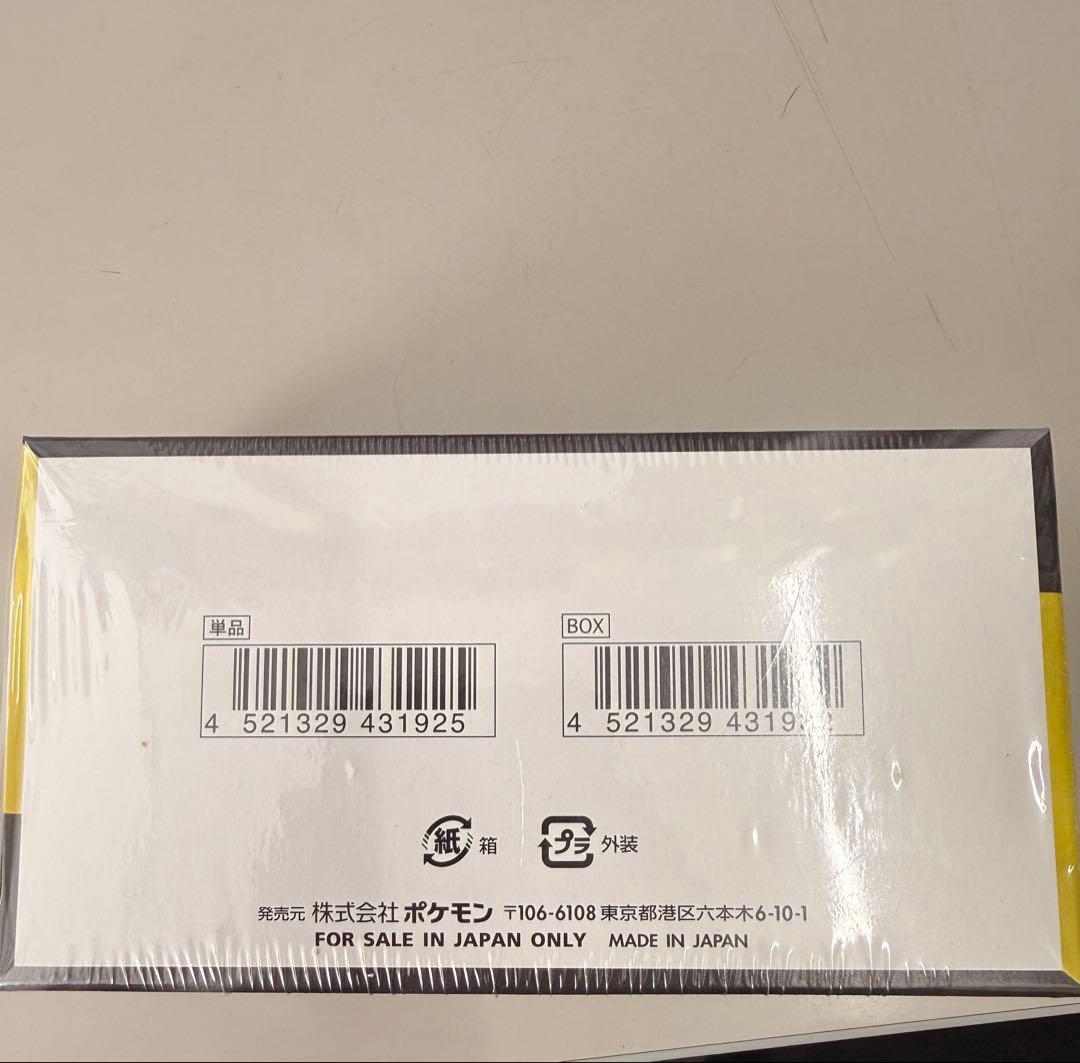 単品
BOX
4 521329 431925
4 521329
紙 箱
プラ 外装
発売元 株式会社 ポケモン 〒106-6108 東京都港区六本木6-10-1
FOR SALE IN JAPAN ONLY MADE IN JAPAN